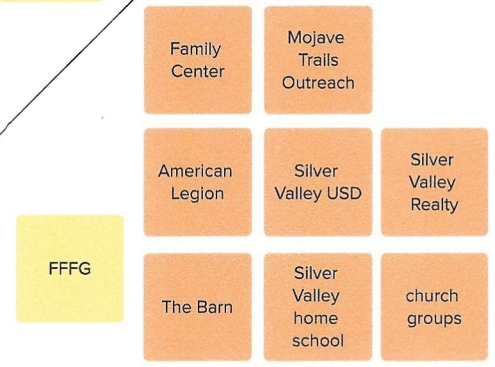 Family
Center
Mojave
Trails
Outreach
American
Legion
Silver
Valley USD
Silver
Valley
Realty
FFFG
The Barn
Silver
Valley
home
school
church
groups